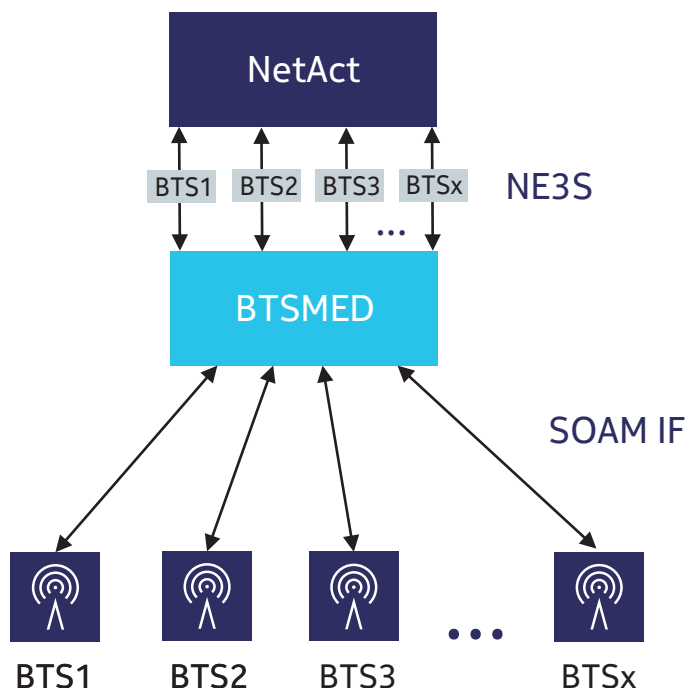 NetAct
BTS1 BTS2 BTS3 BTSx
NE3S
...
BTSMED
SOAM IF
...
BTS1 BTS2 BTS3 BTSx